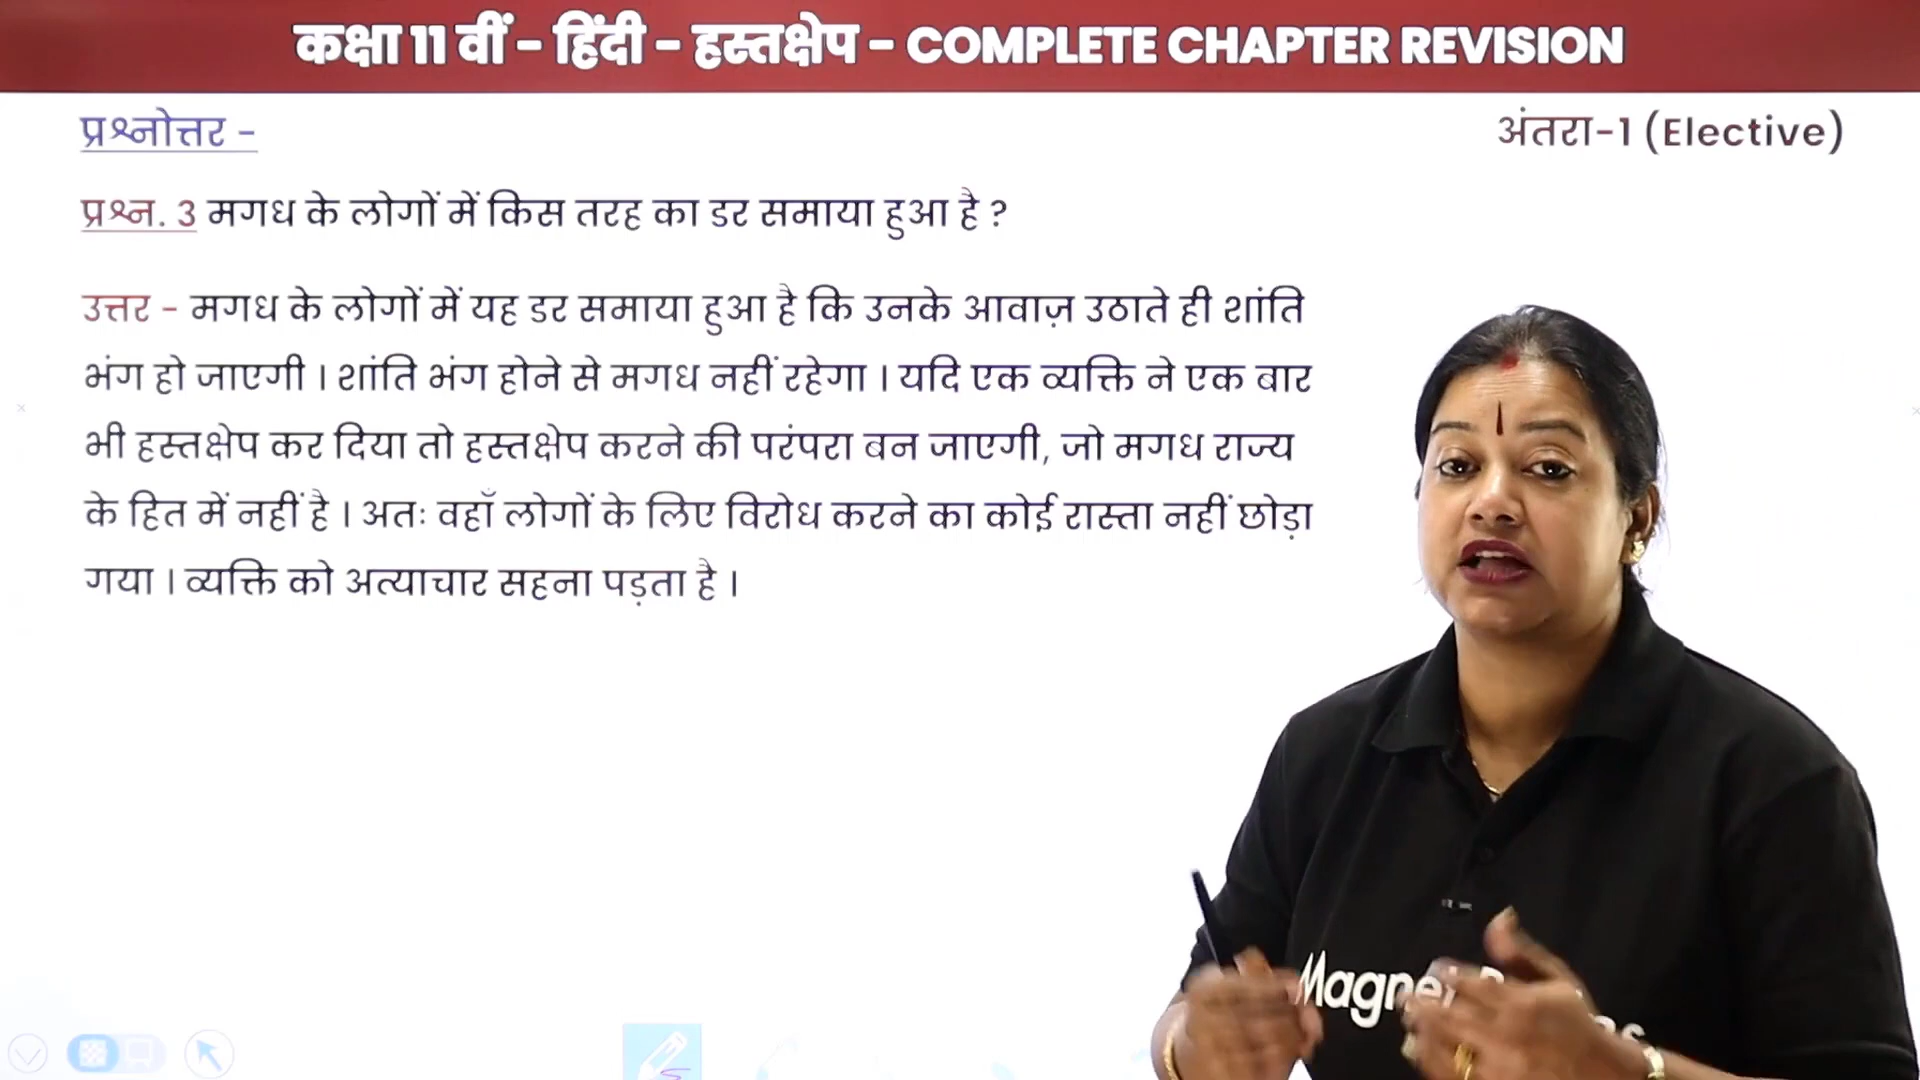 कक्षा 11 वीं - हिंदी - हस्तक्षेप - COMPLETE CHAPTER REVISION
प्रश्नोत्तर -
अंतरा-1 (Elective)
प्रश्न. 3 मगध के लोगों में किस तरह का डर समाया हुआ है ?
उत्तर - मगध के लोगों में यह डर समाया हुआ है कि उनके आवाज़ उठाते ही शांति
भंग हो जाएगी । शांति भंग होने से मगध नहीं रहेगा । यदि एक व्यक्ति ने एक बार
भी हस्तक्षेप कर दिया तो हस्तक्षेप करने की परंपरा बन जाएगी, जो मगध राज्य
के हित में नहीं है । अतः वहाँ लोगों के लिए विरोध करने का कोई रास्ता नहीं छोड़ा
गया । व्यक्ति को अत्याचार सहना पड़ता है ।